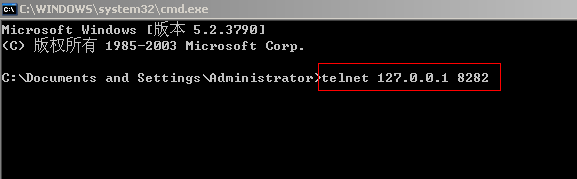 C:\WINDOWS\system32\cmd.exe
Microsoft Windows [版本 5.2.3790]
(C) 版权所有 1985-2003 Microsoft Corp.
C:\Documents and Settings\Administrator>telnet 127.0.0.1 8282